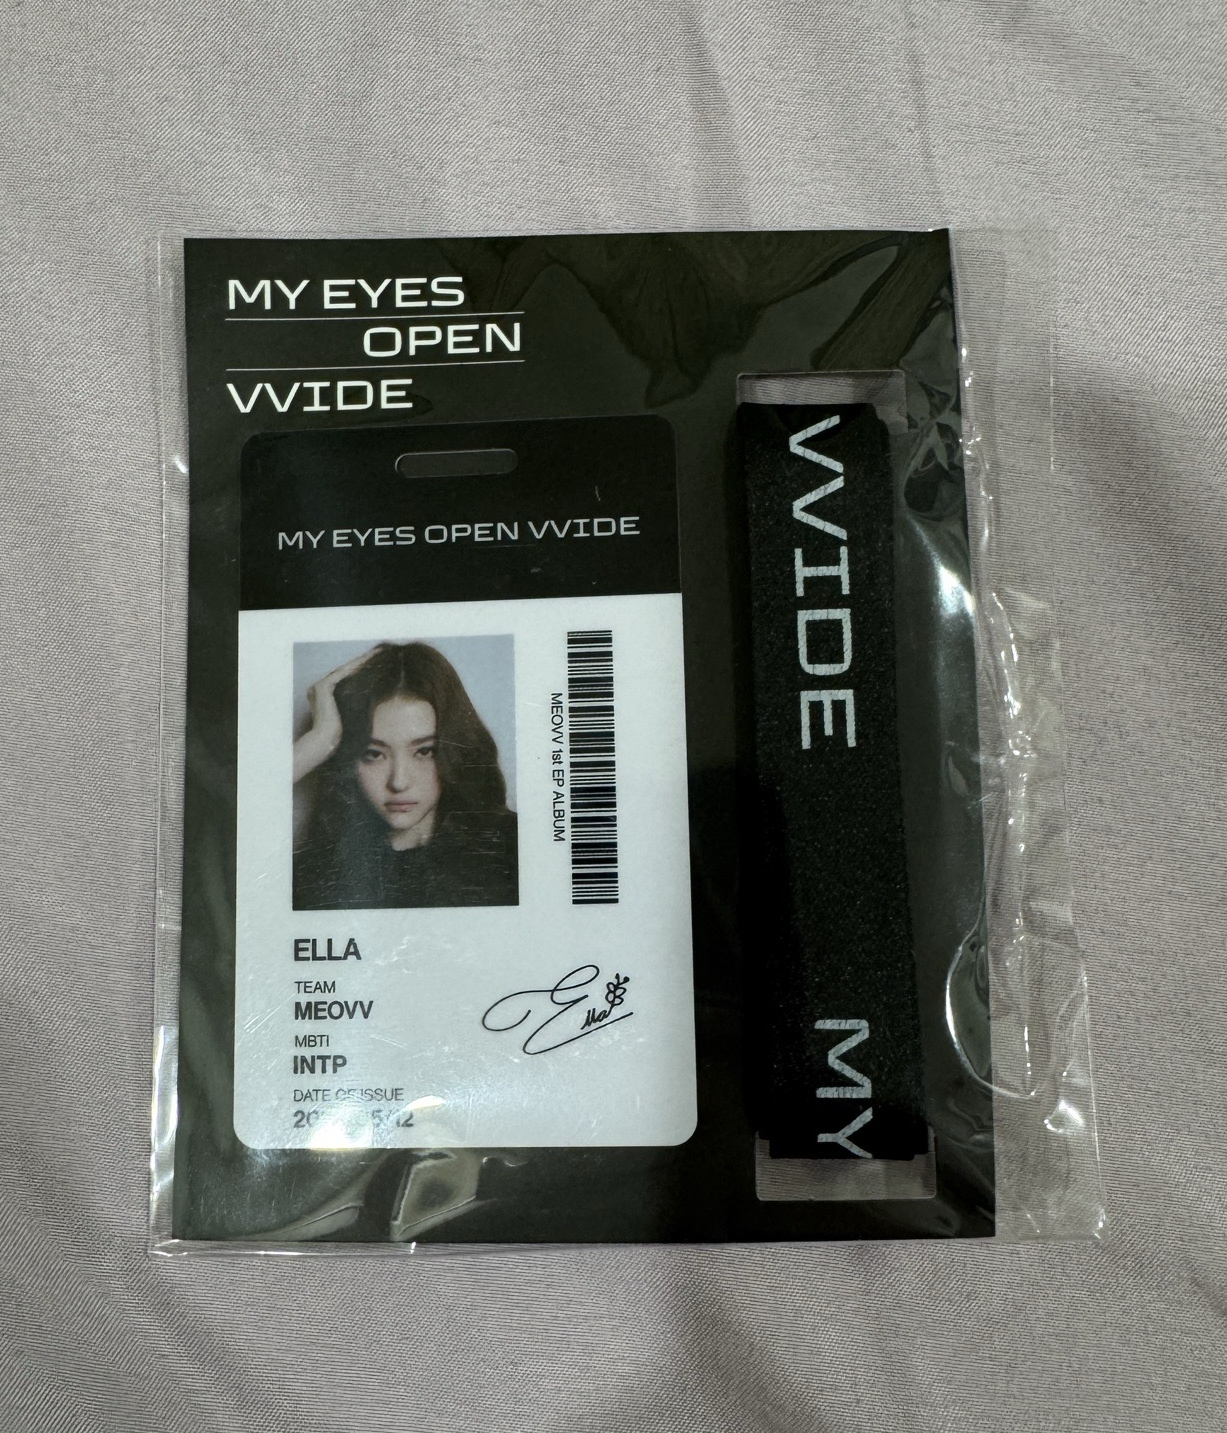 MY EYES
OPEN
VVIDE
MY EYES OPEN VVIDE
MEOVV 1st EP ALBUM
ELLA
TEAM
MEOVV
MBTI
INTP
DATE OF ISSUE
Ella
VVIDE
MY